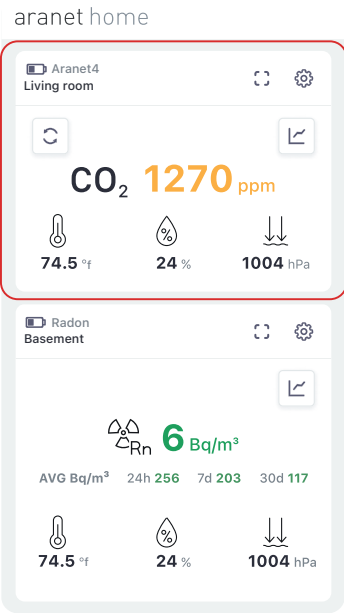 aranet home
Aranet4
Living room
CO₂ 1270 ppm
%
74.5 °f 24 % 1004 hPa
Radon
Basement
Rn 6 Bq/m³
AVG Bq/m³ 24h 256 7d 203 30d 117
%
74.5 °f 24 % 1004 hPa